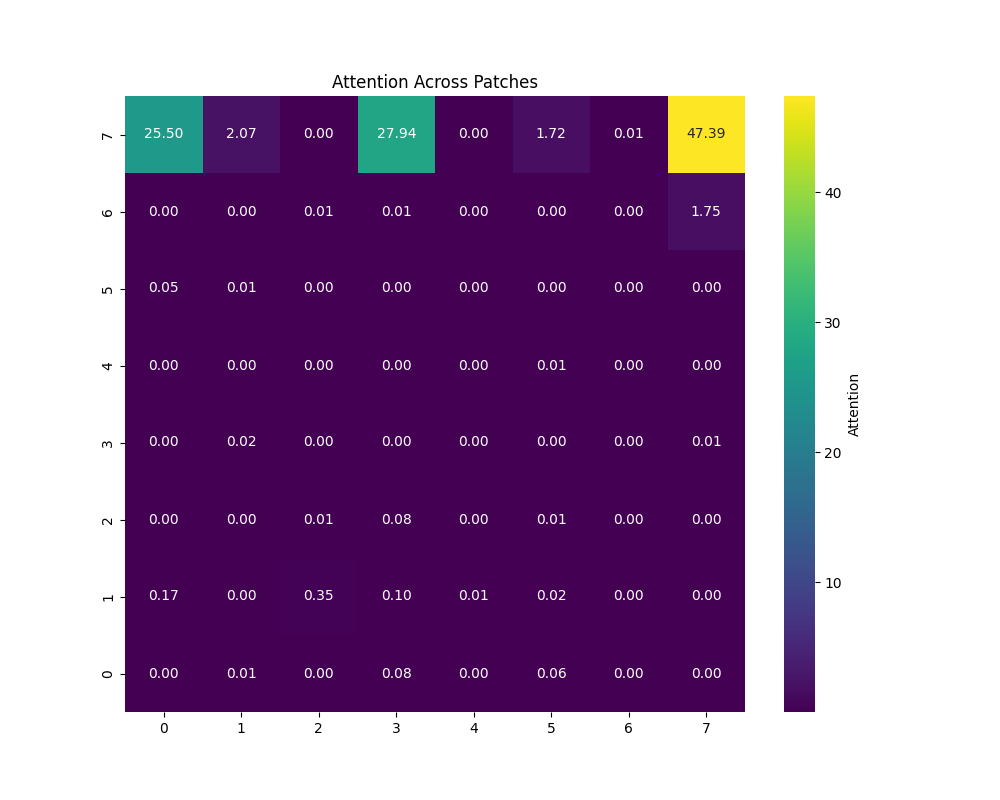 Attention Across Patches
7 25.50 2.07 0.00 27.94 0.00 1.72 0.01 47.39
6 0.00 0.00 0.01 0.01 0.00 0.00 0.00 1.75
5 0.05 0.01 0.00 0.00 0.00 0.00 0.00 0.00
4 0.00 0.00 0.00 0.00 0.00 0.01 0.00 0.00
3 0.00 0.02 0.00 0.00 0.00 0.00 0.00 0.01
2 0.00 0.00 0.01 0.08 0.00 0.01 0.00 0.00
1 0.17 0.00 0.35 0.10 0.01 0.02 0.00 0.00
0 0.00 0.01 0.00 0.08 0.00 0.06 0.00 0.00
0 1 2 3 4 5 6 7
40
30
20
10
Attention